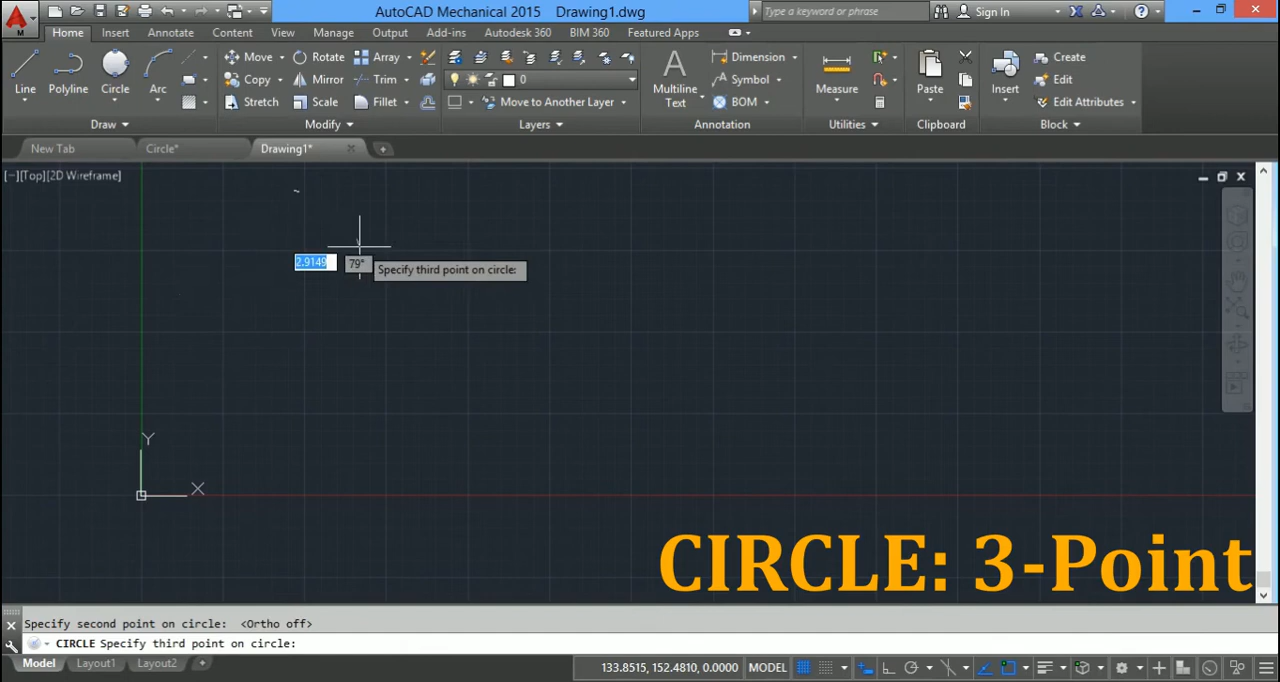 AutoCAD Mechanical 2015 Drawing1.dwg
Type a keyword or phrase
Sign In
M
Home Insert Annotate Content View Manage Output Add-ins Autodesk 360 BIM 360 Featured Apps
Line Polyline Circle Arc
Draw
Move Rotate Array
Copy Mirror Trim
Stretch Scale Fillet
Modify
0
Move to Another Layer
Layers
Multiline
Text
Dimension
Symbol
BOM
Annotation
Measure
Utilities
Paste
Clipboard
Insert
Create
Edit
Edit Attributes
Block
New Tab Circle* Drawing1*
[−][Top][2D Wireframe]
2.9149 79° Specify third point on circle:
Y
X
CIRCLE: 3-Point
Specify second point on circle: <Ortho off>
CIRCLE Specify third point on circle:
Model Layout1 Layout2
133.8515, 152.4810, 0.0000 MODEL